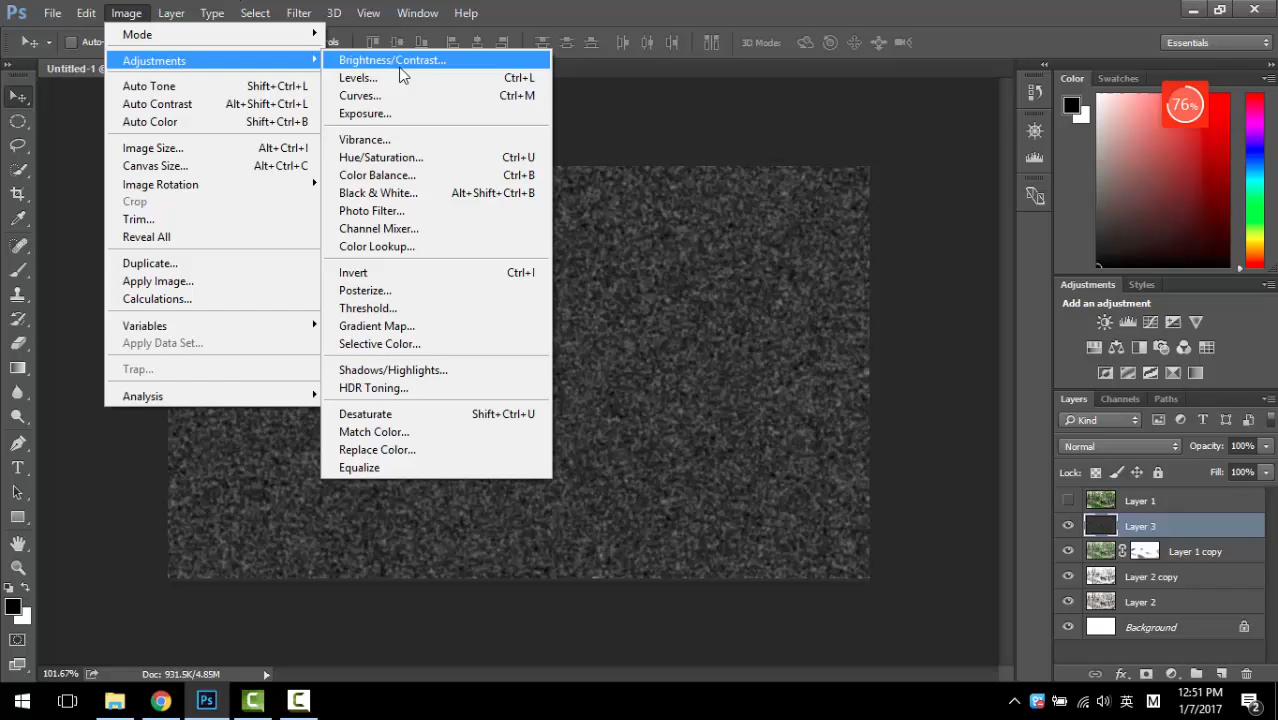 Ps File Edit Image Layer Type Select Filter 3D View Window Help
3D Mode: Essentials
Untitled-1 @
Mode
Adjustments
Auto Tone Shift+Ctrl+L
Auto Contrast Alt+Shift+Ctrl+L
Auto Color Shift+Ctrl+B
Image Size... Alt+Ctrl+I
Canvas Size... Alt+Ctrl+C
Image Rotation
Crop
Trim...
Reveal All
Duplicate...
Apply Image...
Calculations...
Variables
Apply Data Set...
Trap...
Analysis
Brightness/Contrast...
Levels... Ctrl+L
Curves... Ctrl+M
Exposure...
Vibrance...
Hue/Saturation... Ctrl+U
Color Balance... Ctrl+B
Black & White... Alt+Shift+Ctrl+B
Photo Filter...
Channel Mixer...
Color Lookup...
Invert Ctrl+I
Posterize...
Threshold...
Gradient Map...
Selective Color...
Shadows/Highlights...
HDR Toning...
Desaturate Shift+Ctrl+U
Match Color...
Replace Color...
Equalize
Color Swatches
76%
Adjustments Styles
Add an adjustment
Layers Channels Paths
Kind
Normal Opacity: 100%
Lock: Fill: 100%
Layer 1
Layer 3
Layer 1 copy
Layer 2 copy
Layer 2
Background
fx
101.67% Doc: 931.5K/4.85M
Ps
英 M
12:51 PM
1/7/2017
2